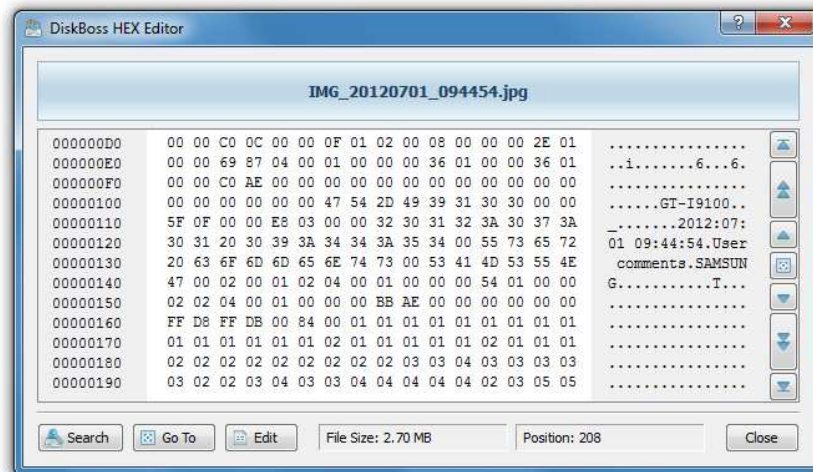 DiskBoss HEX Editor
IMG_20120701_094454.jpg
000000D0 00 00 C0 0C 00 00 0F 01 02 00 08 00 00 00 2E 01 ................
000000E0 00 00 69 87 04 00 01 00 00 00 36 01 00 00 36 01 ..i.......6...6.
000000F0 00 00 C0 AE 00 00 00 00 00 00 00 00 00 00 00 00 ................
00000100 00 00 00 00 00 00 47 54 2D 49 39 31 30 30 00 00 ......GT-I9100..
00000110 5F 0F 00 00 E8 03 00 00 32 30 31 32 3A 30 37 3A _.......2012:07:
00000120 30 31 20 30 39 3A 34 34 3A 35 34 00 55 73 65 72 01 09:44:54.User
00000130 20 63 6F 6D 6D 65 6E 74 73 00 53 41 4D 53 55 4E comments.SAMSUN
00000140 47 00 02 00 01 02 04 00 01 00 00 00 54 01 00 00 G...........T...
00000150 02 02 04 00 01 00 00 00 BB AE 00 00 00 00 00 00 ................
00000160 FF D8 FF DB 00 84 00 01 01 01 01 01 01 01 01 01 ................
00000170 01 01 01 01 01 01 02 01 01 01 01 01 02 01 01 01 ................
00000180 02 02 02 02 02 02 02 02 02 03 03 04 03 03 03 03 ................
00000190 03 02 02 03 04 03 03 04 04 04 04 04 02 03 05 05 ................
Search Go To Edit File Size: 2.70 MB Position: 208 Close